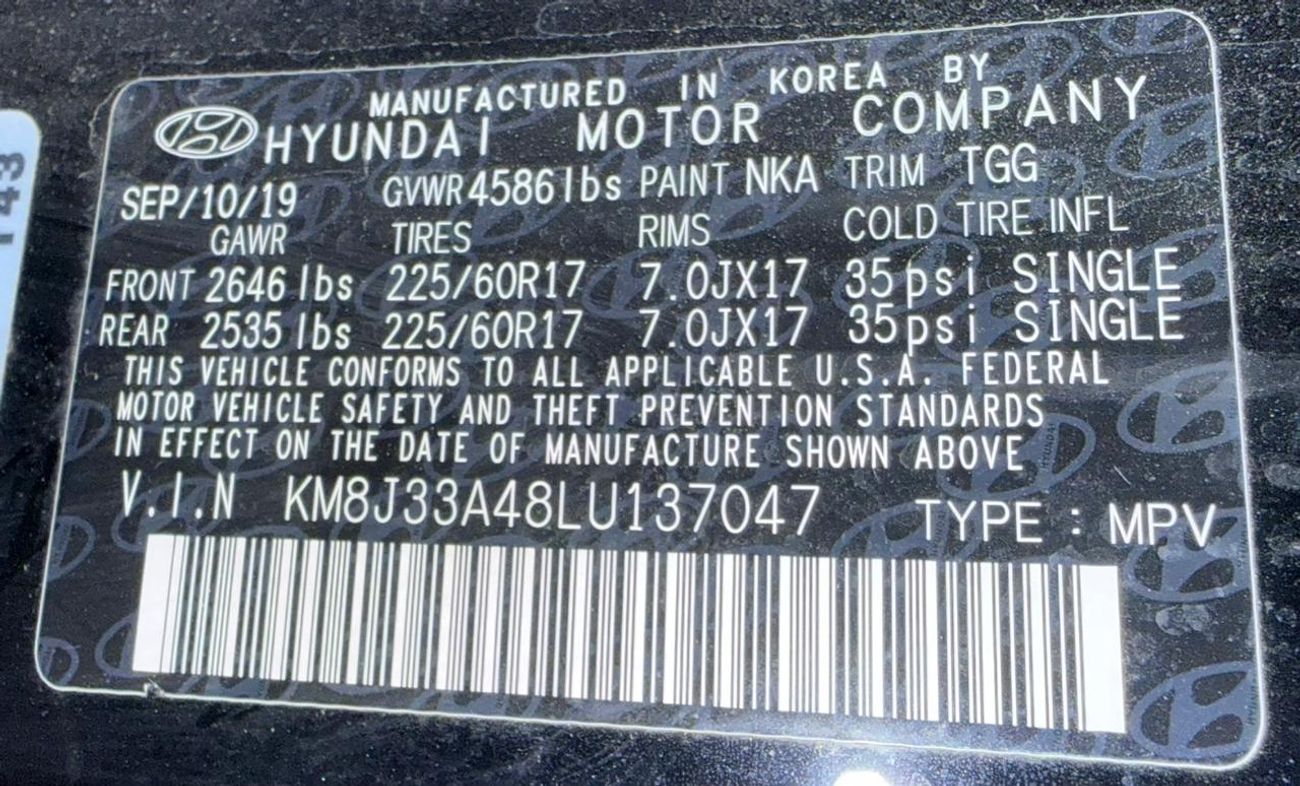 MANUFACTURED IN KOREA BY
HYUNDAI MOTOR COMPANY
SEP/10/19 GVWR 4586lbs PAINT NKA TRIM TGG
GAWR TIRES RIMS COLD TIRE INFL
FRONT 2646 lbs 225/60R17 7.0JX17 35psi SINGLE
REAR 2535 lbs 225/60R17 7.0JX17 35psi SINGLE
THIS VEHICLE CONFORMS TO ALL APPLICABLE U.S.A. FEDERAL
MOTOR VEHICLE SAFETY AND THEFT PREVENTION STANDARDS
IN EFFECT ON THE DATE OF MANUFACTURE SHOWN ABOVE
V.I.N KM8J33A48LU137047 TYPE : MPV